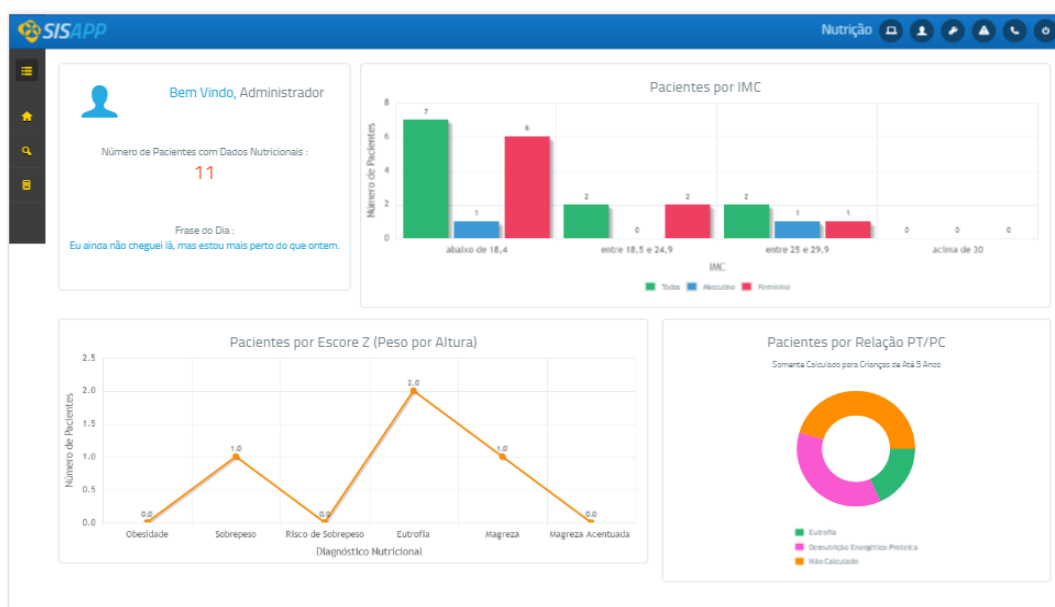 SISAPP
Nutrição
Bem Vindo, Administrador
Número de Pacientes com Dados Nutricionais :
11
Frase do Dia :
Eu ainda não cheguei lá, mas estou mais perto do que ontem.
Pacientes por IMC
Número de Pacientes
8
6
4
2
0
7
1
6
2
0
2
2
1
1
0
0
0
abaixo de 18,4
entre 18,5 e 24,9
entre 25 e 29,9
acima de 30
IMC
Todos
Masculino
Feminino
Pacientes por Escore Z (Peso por Altura)
Número de Pacientes
2.5
2.0
1.5
1.0
0.5
0.0
0.0
1.0
0.0
2.0
1.0
0.0
Obesidade
Sobrepeso
Risco de Sobrepeso
Eutrofia
Magreza
Magreza Acentuada
Diagnóstico Nutricional
Pacientes por Relação PT/PC
Somente Calculado para Crianças de Até 5 Anos
Eutrofia
Desnutrição Energético-Proteica
Não Calculado